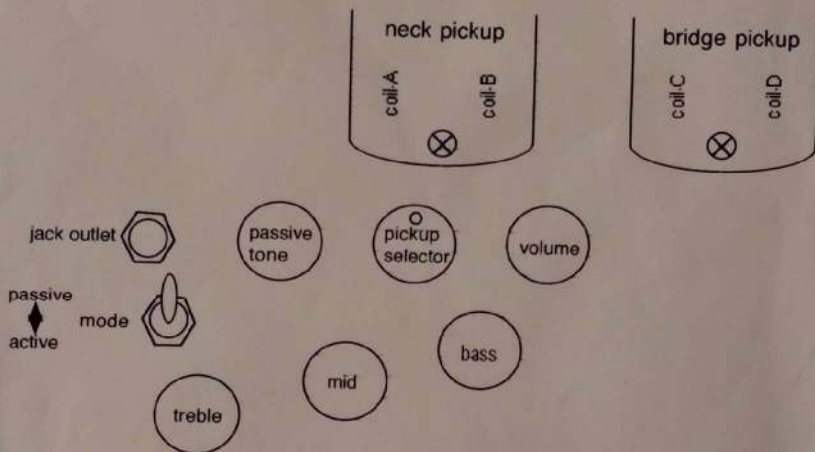 neck pickup
bridge pickup
coil-A
coil-B
coil-C
coil-D
jack outlet
passive
tone
pickup
selector
volume
passive
active
mode
bass
mid
treble